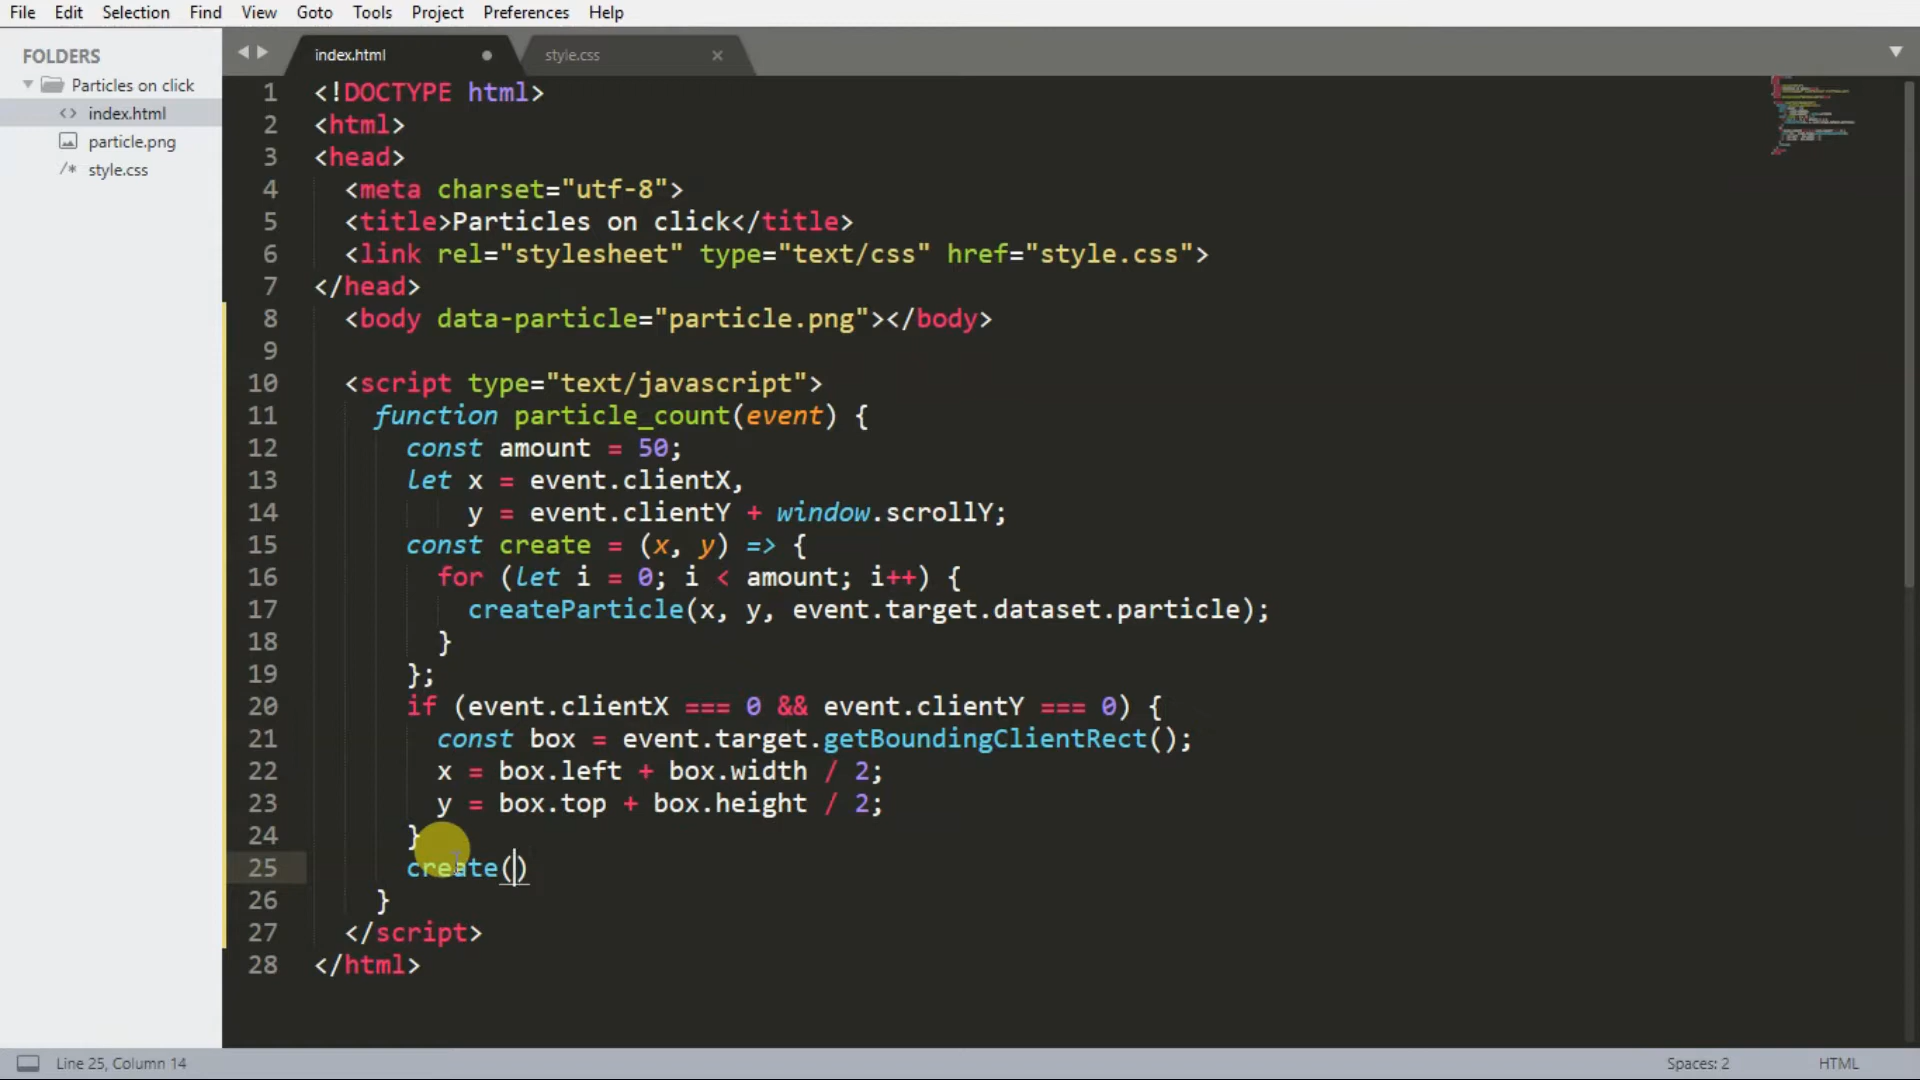 File Edit Selection Find View Goto Tools Project Preferences Help
FOLDERS
Particles on click
<> index.html
particle.png
/* style.css
index.html
style.css
1 <!DOCTYPE html>
2 <html>
3 <head>
4 <meta charset="utf-8">
5 <title>Particles on click</title>
6 <link rel="stylesheet" type="text/css" href="style.css">
7 </head>
8 <body data-particle="particle.png"></body>
9
10 <script type="text/javascript">
11 function particle_count(event) {
12 const amount = 50;
13 let x = event.clientX,
14 y = event.clientY + window.scrollY;
15 const create = (x, y) => {
16 for (let i = 0; i < amount; i++) {
17 createParticle(x, y, event.target.dataset.particle);
18 }
19 };
20 if (event.clientX === 0 && event.clientY === 0) {
21 const box = event.target.getBoundingClientRect();
22 x = box.left + box.width / 2;
23 y = box.top + box.height / 2;
24 }
25 create()
26 }
27 </script>
28 </html>
Line 25, Column 14
Spaces: 2
HTML